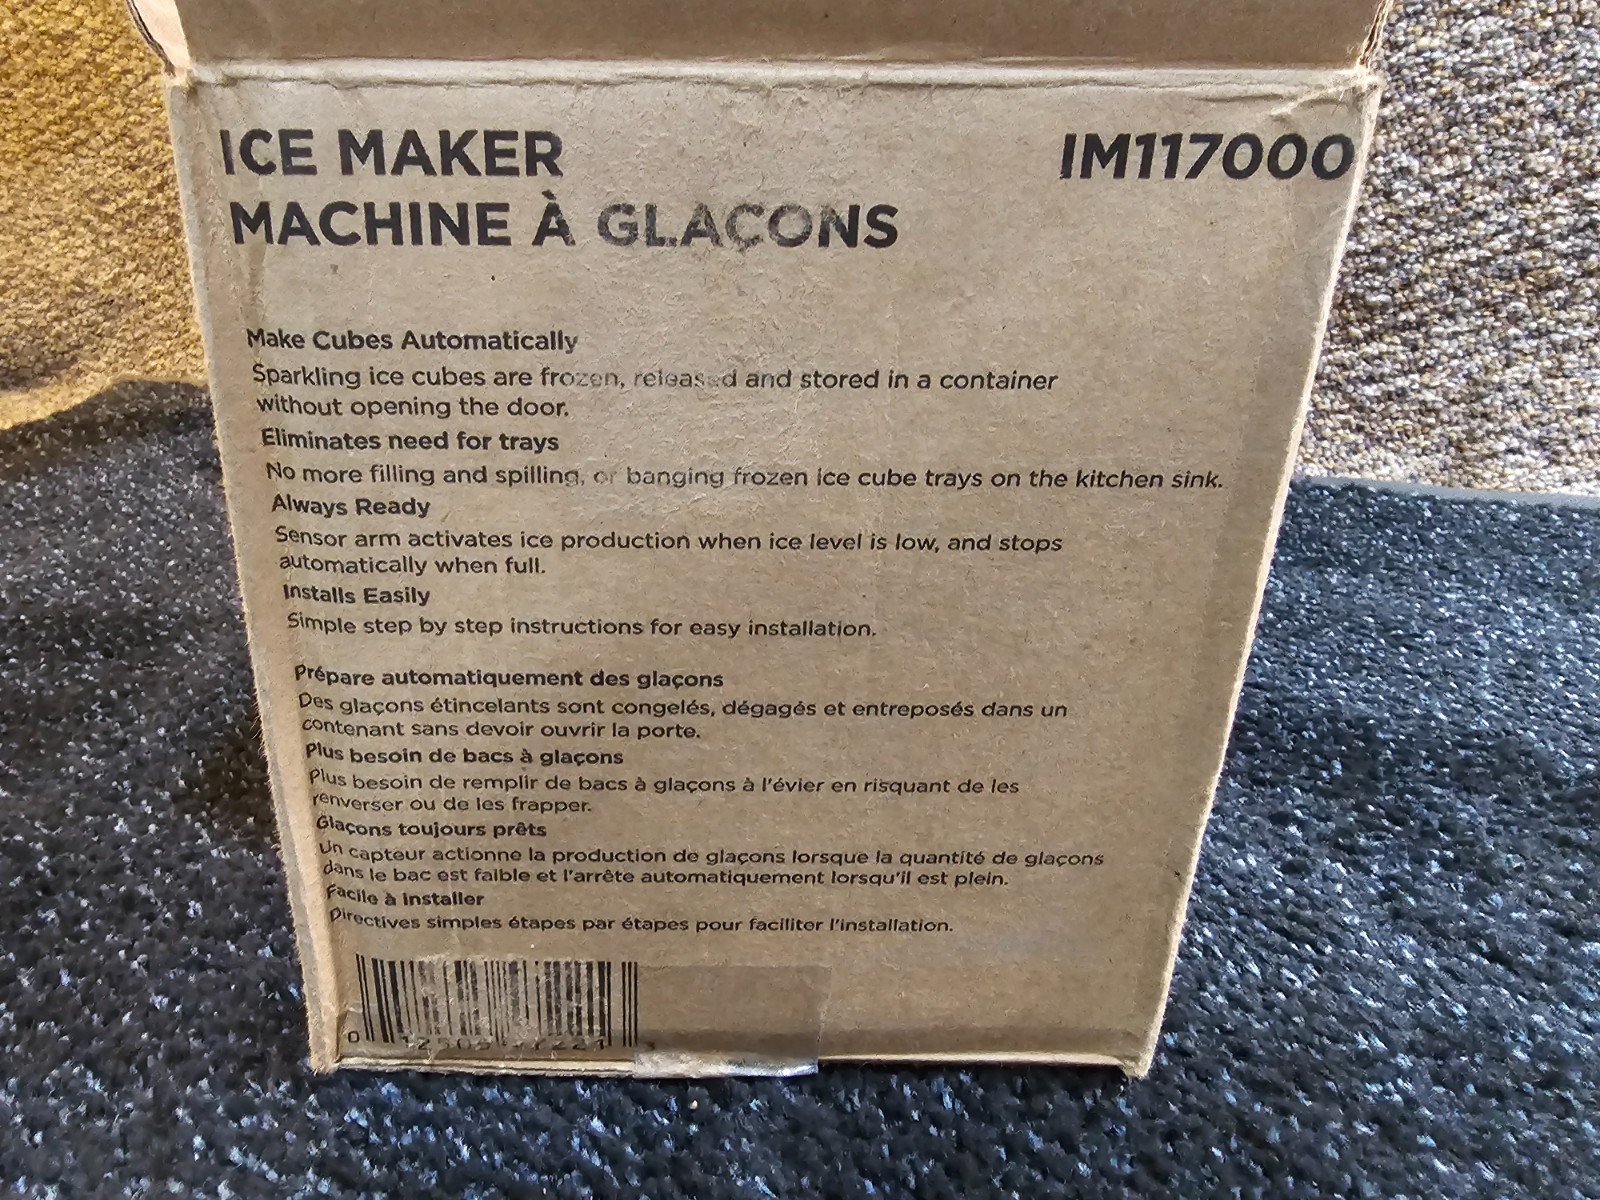 ICE MAKER
IM117000
MACHINE À GLAÇONS
Make Cubes Automatically
Sparkling ice cubes are frozen, released and stored in a container
without opening the door.
Eliminates need for trays
No more filling and spilling, or banging frozen ice cube trays on the kitchen sink.
Always Ready
Sensor arm activates ice production when ice level is low, and stops
automatically when full.
Installs Easily
Simple step by step instructions for easy installation.
Prépare automatiquement des glaçons
Des glaçons étincelants sont congelés, dégagés et entreposés dans un
contenant sans devoir ouvrir la porte.
Plus besoin de bacs à glaçons
Plus besoin de remplir de bacs à glaçons à l'évier en risquant de les
renverser ou de les frapper.
Glaçons toujours prêts
Un capteur actionne la production de glaçons lorsque la quantité de glaçons
dans le bac est faible et l'arrête automatiquement lorsqu'il est plein.
Facile à installer
Directives simples étapes par étapes pour faciliter l'installation.
0